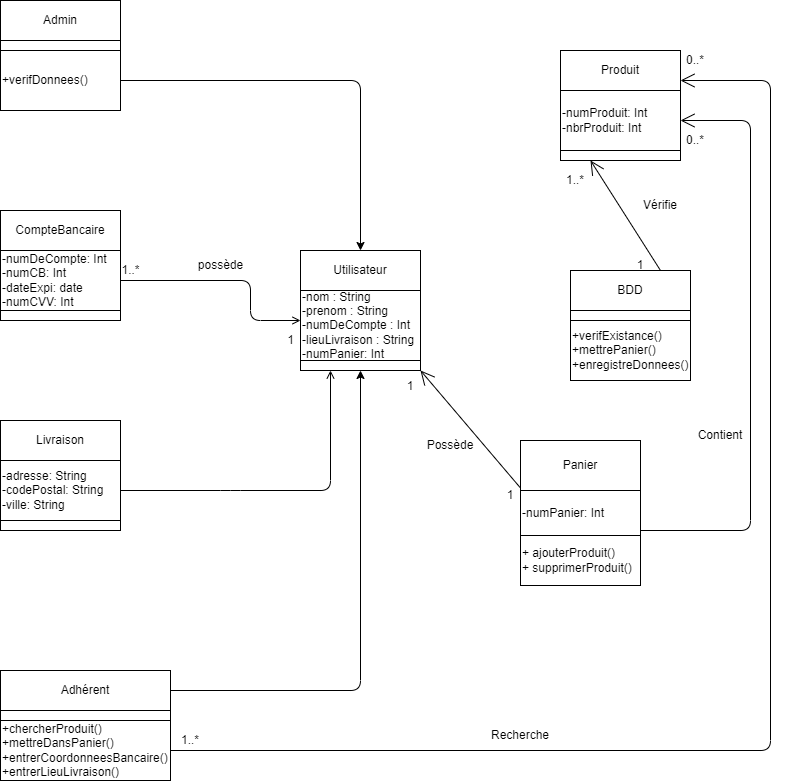 Admin
+verifDonnees()
Produit
0..*
-numProduit: Int
-nbrProduit: Int
0..*
1..*
Vérifie
CompteBancaire
-numDeCompte: Int
-numCB: Int
-dateExpi: date
-numCVV: Int
1..*
possède
1
Utilisateur
-nom : String
-prenom : String
-numDeCompte : Int
-lieuLivraison : String
-numPanier: Int
1
BDD
+verifExistance()
+mettrePanier()
+enregistreDonnees()
1
Possède
1
Contient
Livraison
-adresse: String
-codePostal: String
-ville: String
Panier
-numPanier: Int
+ ajouterProduit()
+ supprimerProduit()
Adhérent
+chercherProduit()
+mettreDansPanier()
+entrerCoordonneesBancaire()
+entrerLieuLivraison()
1..*
Recherche